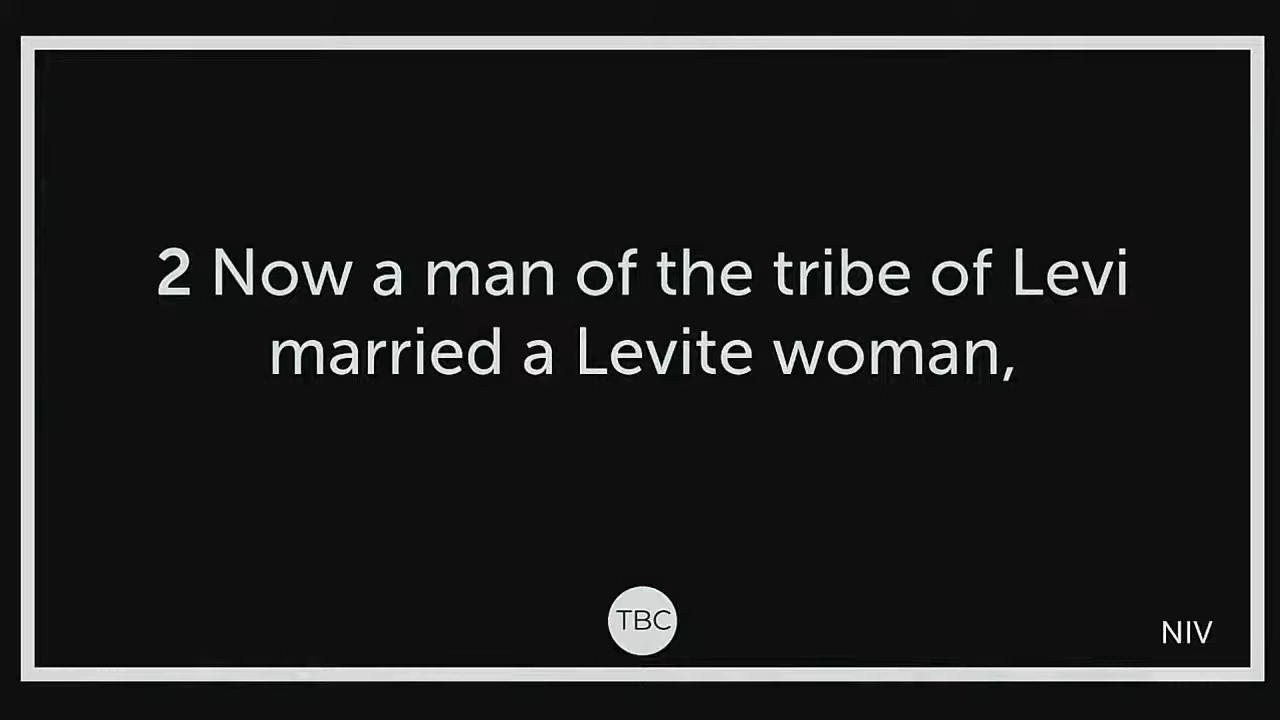 2 Now a man of the tribe of Levi
married a Levite woman,
TBC
NIV